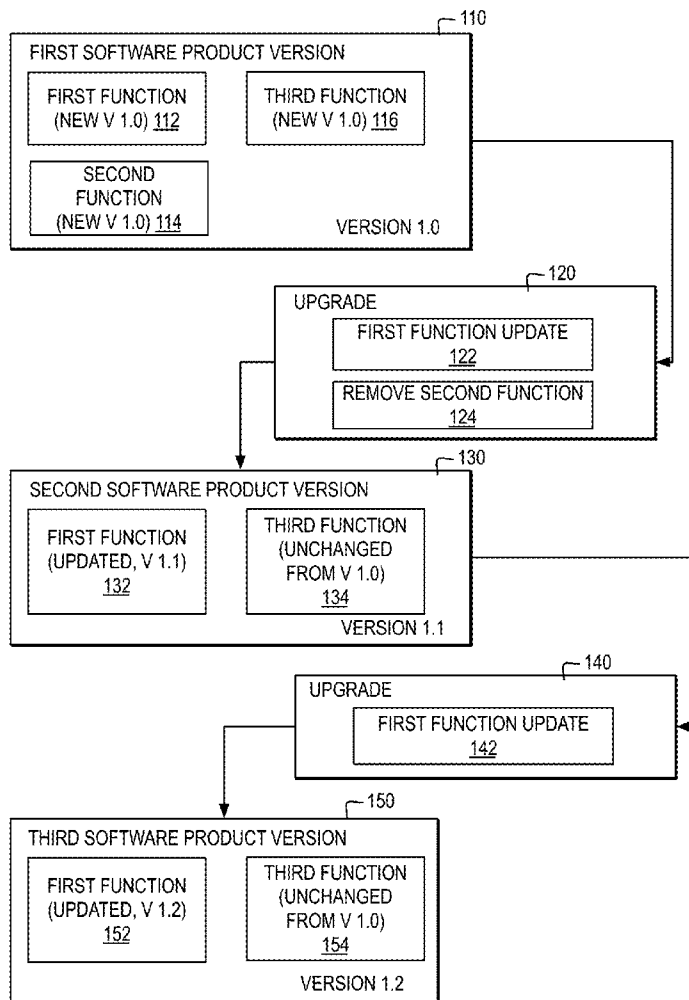 110
FIRST SOFTWARE PRODUCT VERSION
FIRST FUNCTION
(NEW V 1.0) 112
THIRD FUNCTION
(NEW V 1.0) 116
SECOND
FUNCTION
(NEW V 1.0) 114
VERSION 1.0
120
UPGRADE
FIRST FUNCTION UPDATE
122
REMOVE SECOND FUNCTION
124
130
SECOND SOFTWARE PRODUCT VERSION
FIRST FUNCTION
(UPDATED, V 1.1)
132
THIRD FUNCTION
(UNCHANGED
FROM V 1.0)
134
VERSION 1.1
140
UPGRADE
FIRST FUNCTION UPDATE
142
150
THIRD SOFTWARE PRODUCT VERSION
FIRST FUNCTION
(UPDATED, V 1.2)
152
THIRD FUNCTION
(UNCHANGED
FROM V 1.0)
154
VERSION 1.2